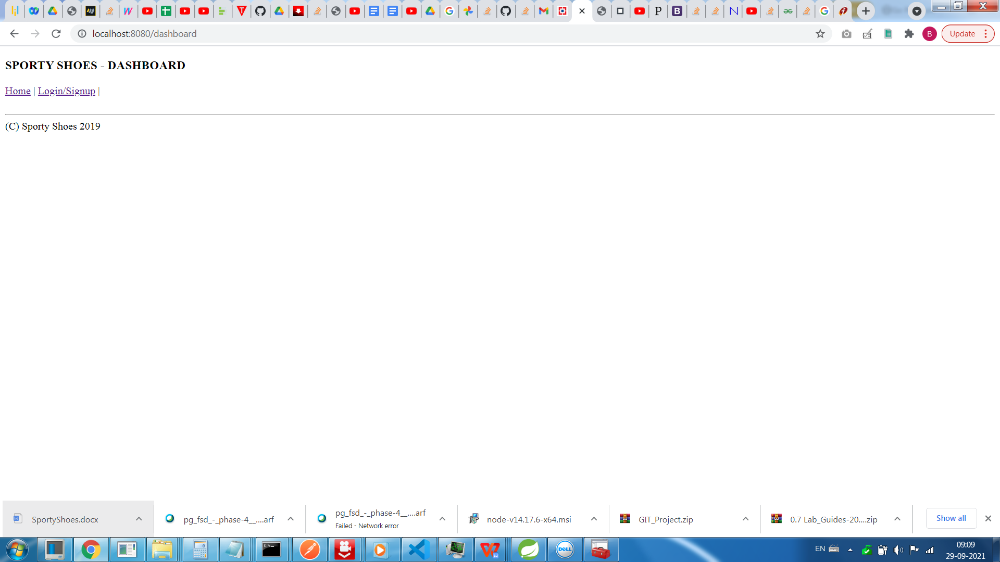 localhost:8080/dashboard
B
Update
SPORTY SHOES - DASHBOARD
Home | Login/Signup |
(C) Sporty Shoes 2019
SportyShoes.docx
pg_fsd_-_phase-4__....arf
pg_fsd_-_phase-4__....arf
Failed - Network error
node-v14.17.6-x64.msi
GIT_Project.zip
0.7 Lab_Guides-20....zip
Show all
EN
09:09
29-09-2021